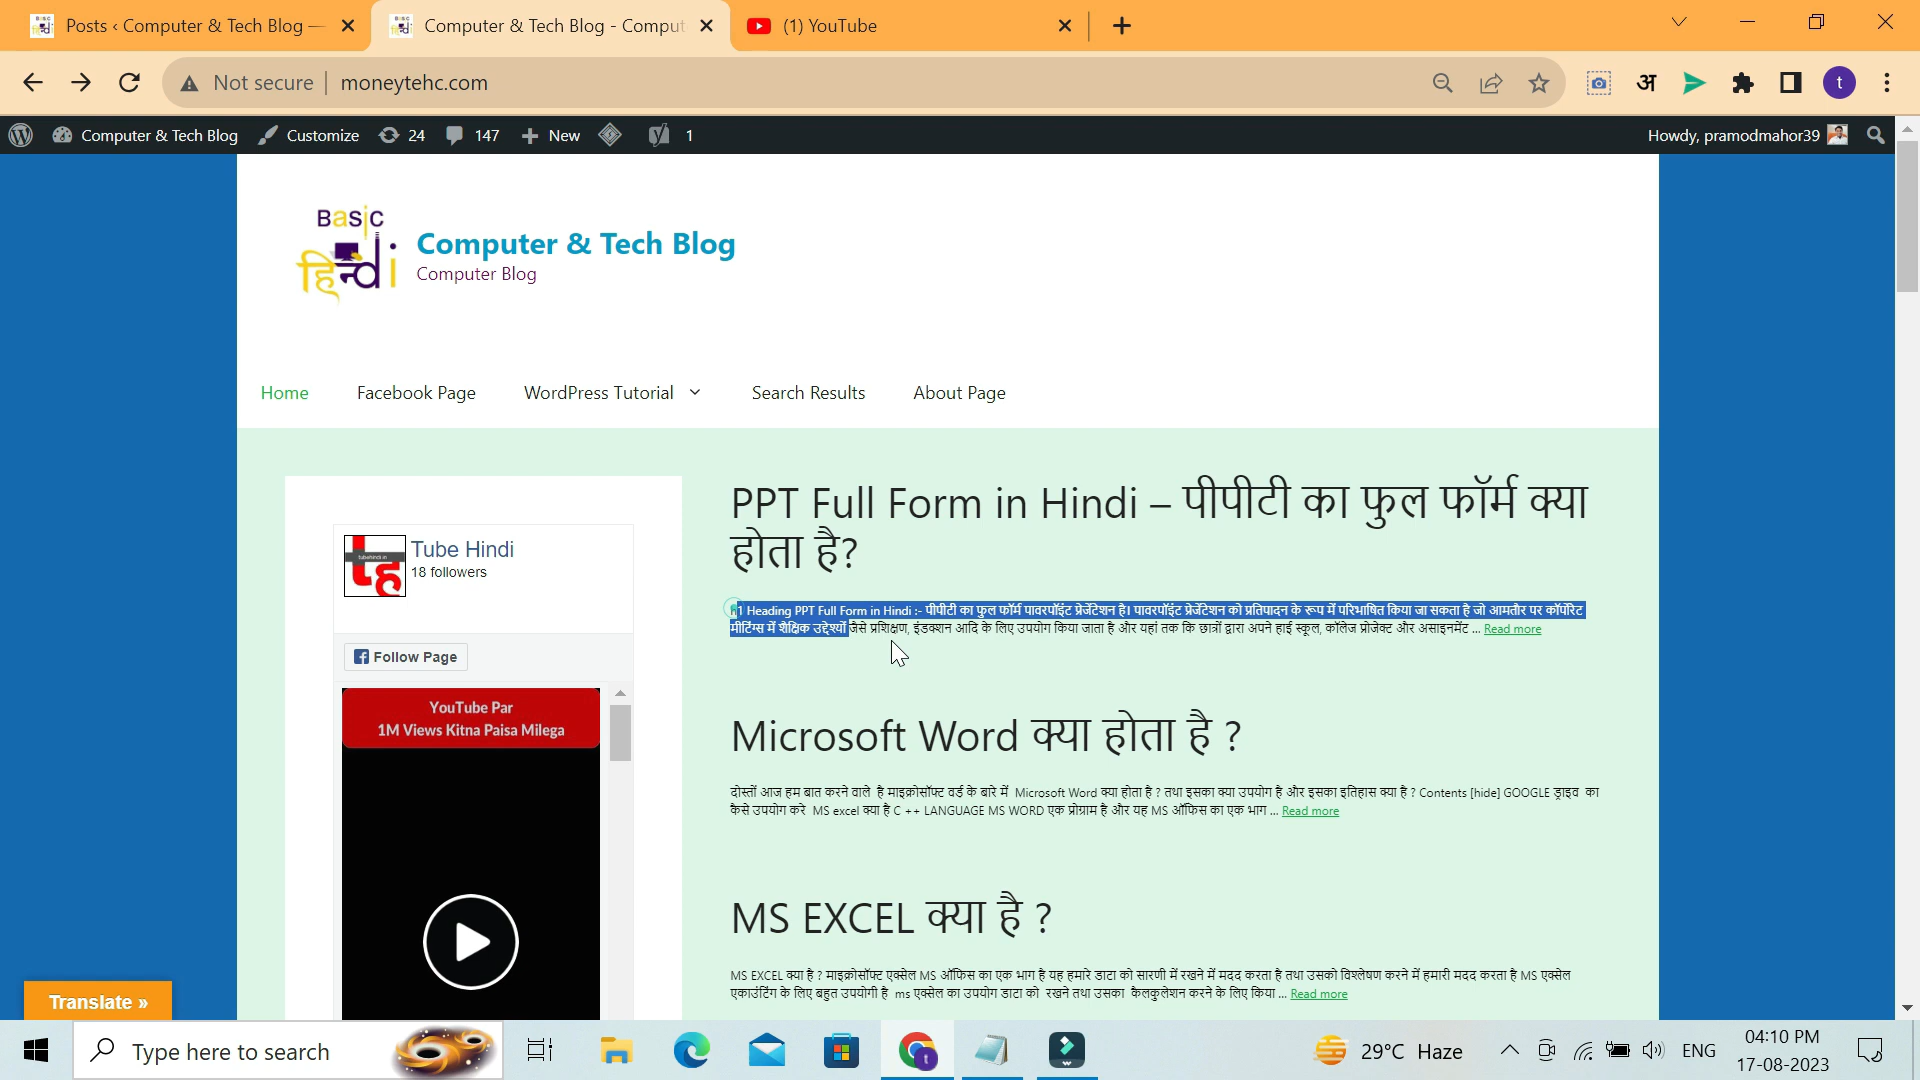 Posts ‹ Computer & Tech Blog —
Computer & Tech Blog - Comput
(1) YouTube
Not secure
moneytehc.com
अ
t
Computer & Tech Blog
Customize
24
147
New
1
Howdy, pramodmahor39
Basic
हिन्दी
Computer & Tech Blog
Computer Blog
Home
Facebook Page
WordPress Tutorial
Search Results
About Page
Tube Hindi
18 followers
Follow Page
YouTube Par
1M Views Kitna Paisa Milega
PPT Full Form in Hindi – पीपीटी का फुल फॉर्म क्या
होता है?
h1 Heading PPT Full Form in Hindi :- पीपीटी का फुल फॉर्म पावरपॉइंट प्रेजेंटेशन है। पावरपॉइंट प्रेजेंटेशन को प्रतिपादन के रूप में परिभाषित किया जा सकता है जो आमतौर पर कॉर्पोरेट
मीटिंग्स में शैक्षिक उद्देश्यों जैसे प्रशिक्षण, इंडक्शन आदि के लिए उपयोग किया जाता है और यहां तक कि छात्रों द्वारा अपने हाई स्कूल, कॉलेज प्रोजेक्ट और असाइनमेंट ... Read more
Microsoft Word क्या होता है ?
दोस्तों आज हम बात करने वाले है माइक्रोसॉफ्ट वर्ड के बारे में Microsoft Word क्या होता है ? तथा इसका क्या उपयोग है और इसका इतिहास क्या है ? Contents [hide] GOOGLE ड्राइव का
कैसे उपयोग करे MS excel क्या है C ++ LANGUAGE MS WORD एक प्रोग्राम है और यह MS ऑफिस का एक भाग ... Read more
MS EXCEL क्या है ?
MS EXCEL क्या है ? माइक्रोसॉफ्ट एक्सेल MS ऑफिस का एक भाग है यह हमारे डाटा को सारणी में रखने में मदद करता है तथा उसको विश्लेषण करने में हमारी मदद करता है MS एक्सेल
एकाउंटिंग के लिए बहुत उपयोगी है ms एक्सेल का उपयोग डाटा को रखने तथा उसका कैलकुलेशन करने के लिए किया ... Read more
Translate »
Type here to search
29°C Haze
ENG
04:10 PM
17-08-2023